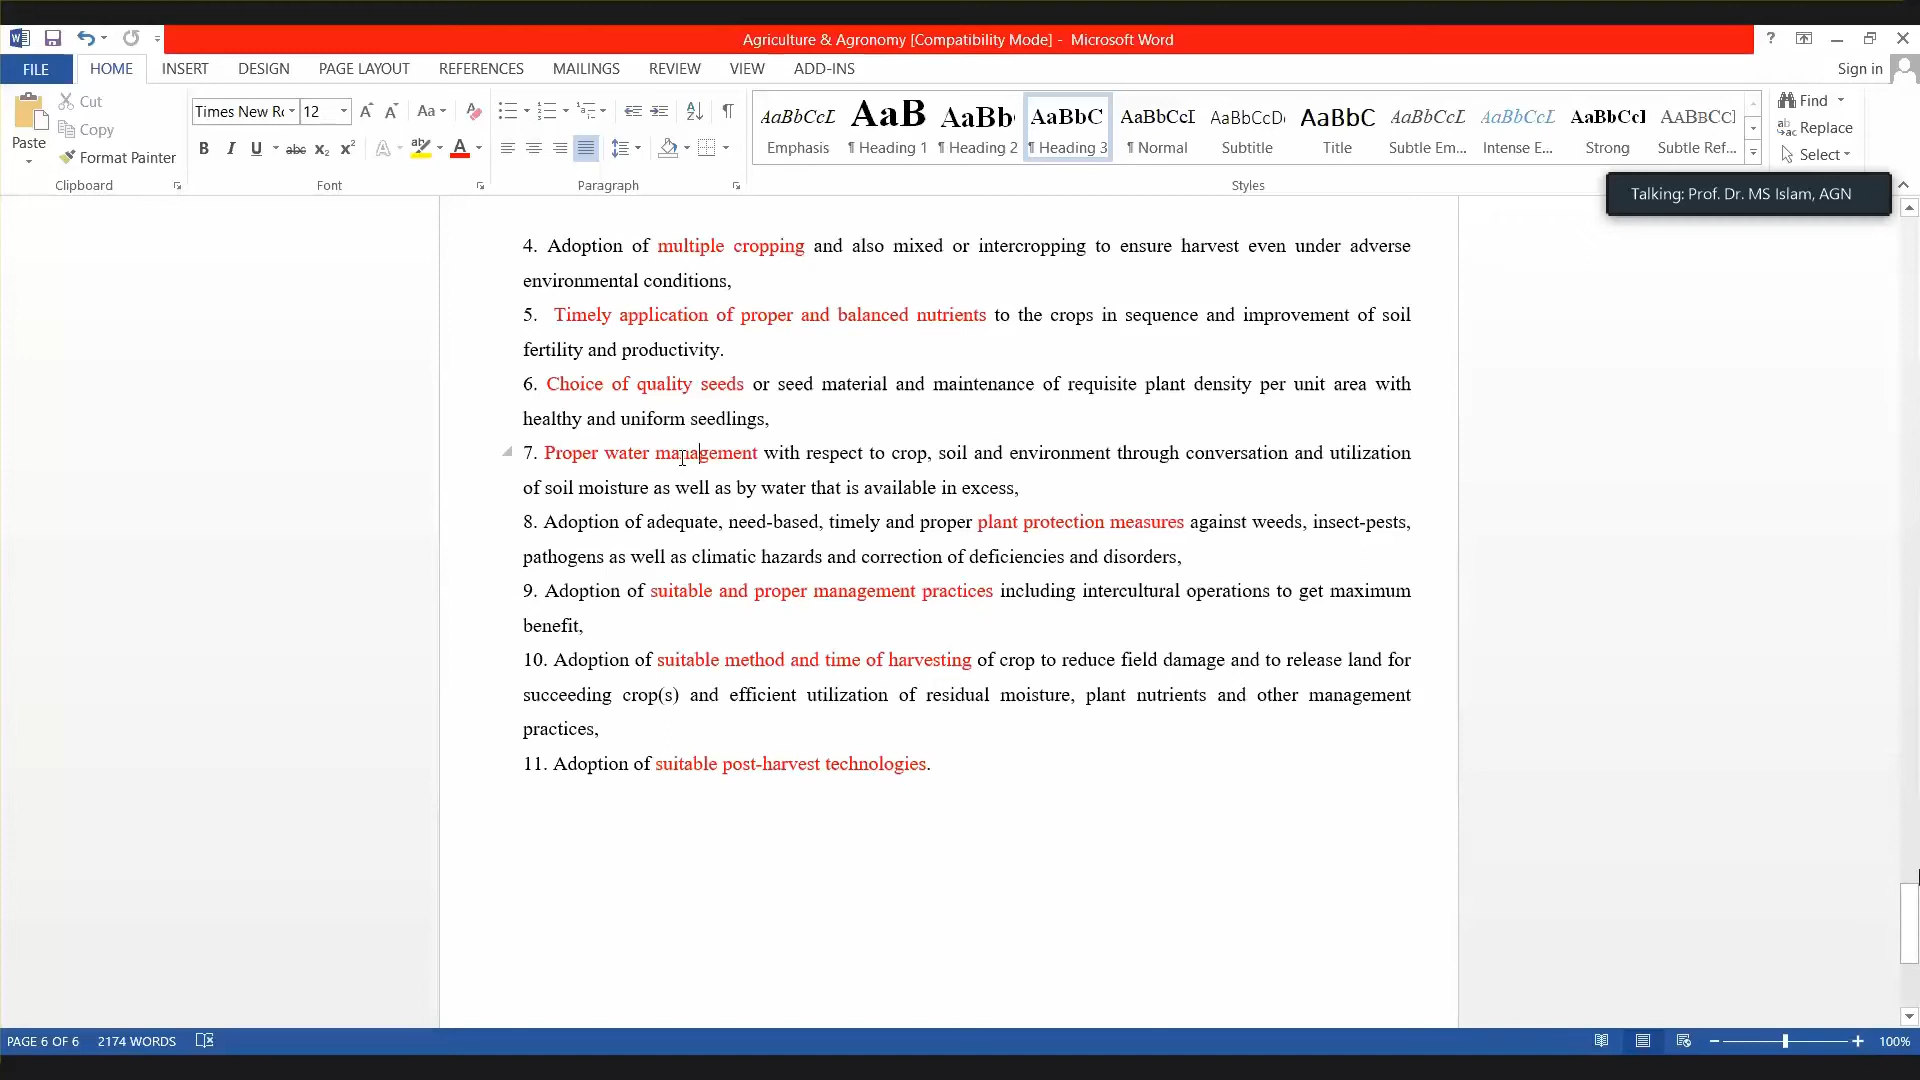 Agriculture & Agronomy [Compatibility Mode] - Microsoft Word
FILE HOME INSERT DESIGN PAGE LAYOUT REFERENCES MAILINGS REVIEW VIEW ADD-INS Sign in
Paste
Cut
Copy
Format Painter
Clipboard
Times New Rc 12
Font
Paragraph
AaBbCcL AaB AaBb AaBbC AaBbCcI AaBbCcD AaBbC AaBbCcL AaBbCcL AaBbCcI AaBbCcI
Emphasis ¶ Heading 1 ¶ Heading 2 ¶ Heading 3 ¶ Normal Subtitle Title Subtle Em... Intense E... Strong Subtle Ref...
Styles
Find
Replace
Select
Talking: Prof. Dr. MS Islam, AGN
4. Adoption of multiple cropping and also mixed or intercropping to ensure harvest even under adverse
environmental conditions,
5. Timely application of proper and balanced nutrients to the crops in sequence and improvement of soil
fertility and productivity.
6. Choice of quality seeds or seed material and maintenance of requisite plant density per unit area with
healthy and uniform seedlings,
7. Proper water management with respect to crop, soil and environment through conversation and utilization
of soil moisture as well as by water that is available in excess,
8. Adoption of adequate, need-based, timely and proper plant protection measures against weeds, insect-pests,
pathogens as well as climatic hazards and correction of deficiencies and disorders,
9. Adoption of suitable and proper management practices including intercultural operations to get maximum
benefit,
10. Adoption of suitable method and time of harvesting of crop to reduce field damage and to release land for
succeeding crop(s) and efficient utilization of residual moisture, plant nutrients and other management
practices,
11. Adoption of suitable post-harvest technologies.
PAGE 6 OF 6 2174 WORDS 100%